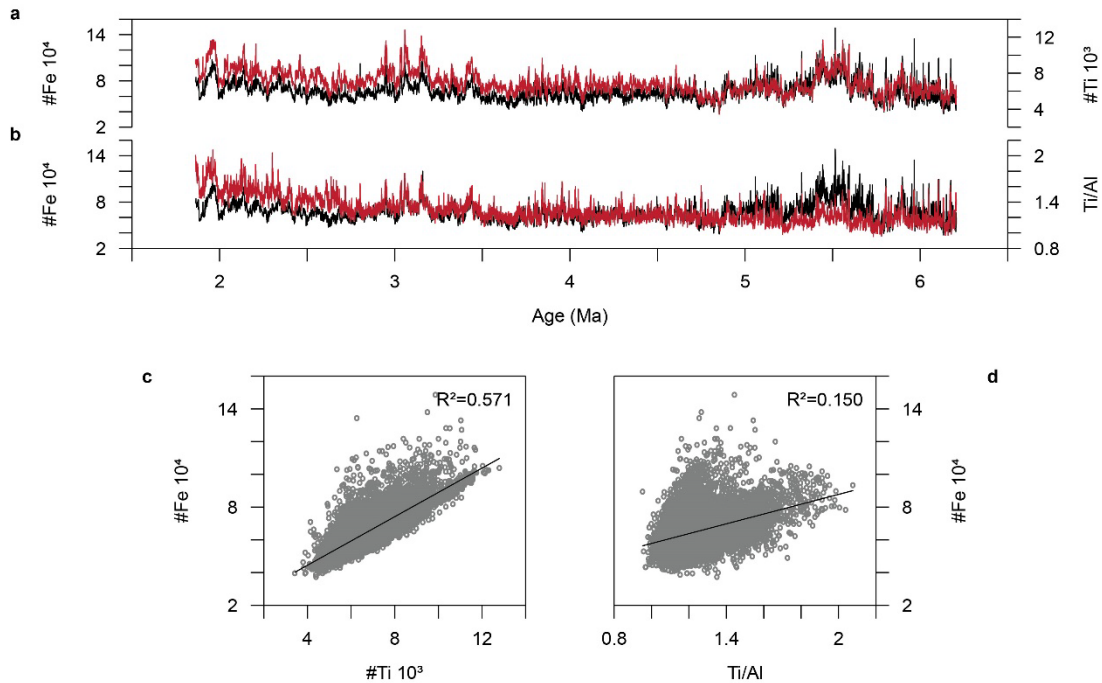 a
14
8
2
#Fe 10⁴
12
8
4
#Ti 10³
b
14
8
2
#Fe 10⁴
2
1.4
0.8
Ti/Al
2 3 4 5 6
Age (Ma)
c
R²=0.571
14
8
2
#Fe 10⁴
4 8 12
#Ti 10³
d
R²=0.150
14
8
2
#Fe 10⁴
0.8 1.4 2
Ti/Al